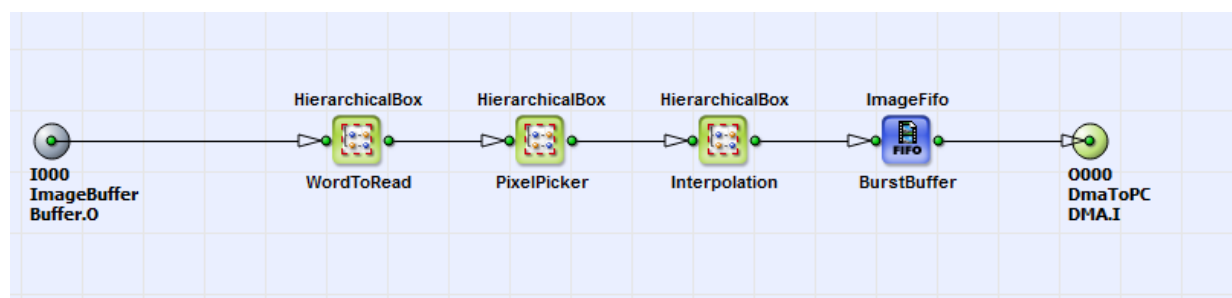 HierarchicalBox HierarchicalBox HierarchicalBox ImageFifo
FIFO
I000
ImageBuffer
Buffer.O
WordToRead PixelPicker Interpolation BurstBuffer
O000
DmaToPC
DMA.I